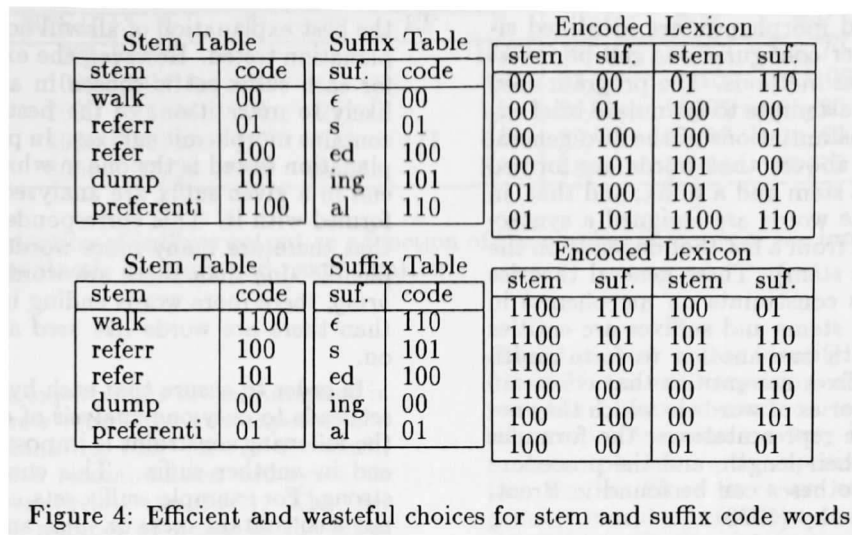 Stem Table Suffix Table Encoded Lexicon
stem code suf code stem suf. stem suf.
walk 00 ϵ 00 00 00 01 110
referr 01 s 01 00 01 100 00
refer 100 ed 100 00 100 100 01
jump 101 ing 101 00 101 101 00
preferenti 1100 al 110 01 100 101 01
01 101 1100 110
Stem Table Suffix Table Encoded Lexicon
stem Code Suf code stem suf. stem suf.
walk 1100 ϵ 110 1100 110 100 01
referr 100 s 101 1100 101 101 110
refer 101 ed 100 1100 100 101 101
jump 00 ing 00 1100 00 00 110
preferenti 01 al 01 100 100 00 101
100 00 01 01
Figure 4: Efficient and wasteful choices for stem and suffix code words